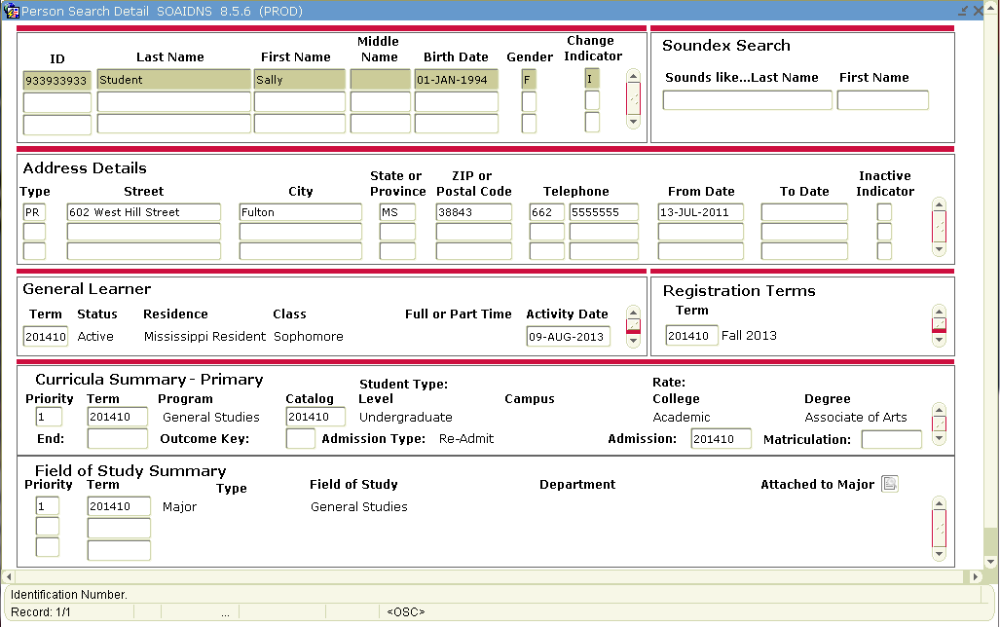 Person Search Detail SOAIDNS 8.5.6 (PROD)
ID Last Name First Name Middle Name Birth Date Gender Change Indicator
933933933 Student Sally 01-JAN-1994 F I
Soundex Search
Sounds like...Last Name First Name
Address Details
Type Street City State or Province ZIP or Postal Code Telephone From Date To Date Inactive Indicator
PR 602 West Hill Street Fulton MS 38843 662 5555555 13-JUL-2011
General Learner
Term Status Residence Class Full or Part Time Activity Date
201410 Active Mississippi Resident Sophomore 09-AUG-2013
Registration Terms
Term
201410 Fall 2013
Curricula Summary - Primary
Student Type: Rate:
Priority Term Program Catalog Level Campus College Degree
1 201410 General Studies 201410 Undergraduate Academic Associate of Arts
End: Outcome Key: Admission Type: Re-Admit Admission: 201410 Matriculation:
Field of Study Summary
Priority Term Type Field of Study Department Attached to Major
1 201410 Major General Studies
Identification Number.
Record: 1/1 ... <OSC>